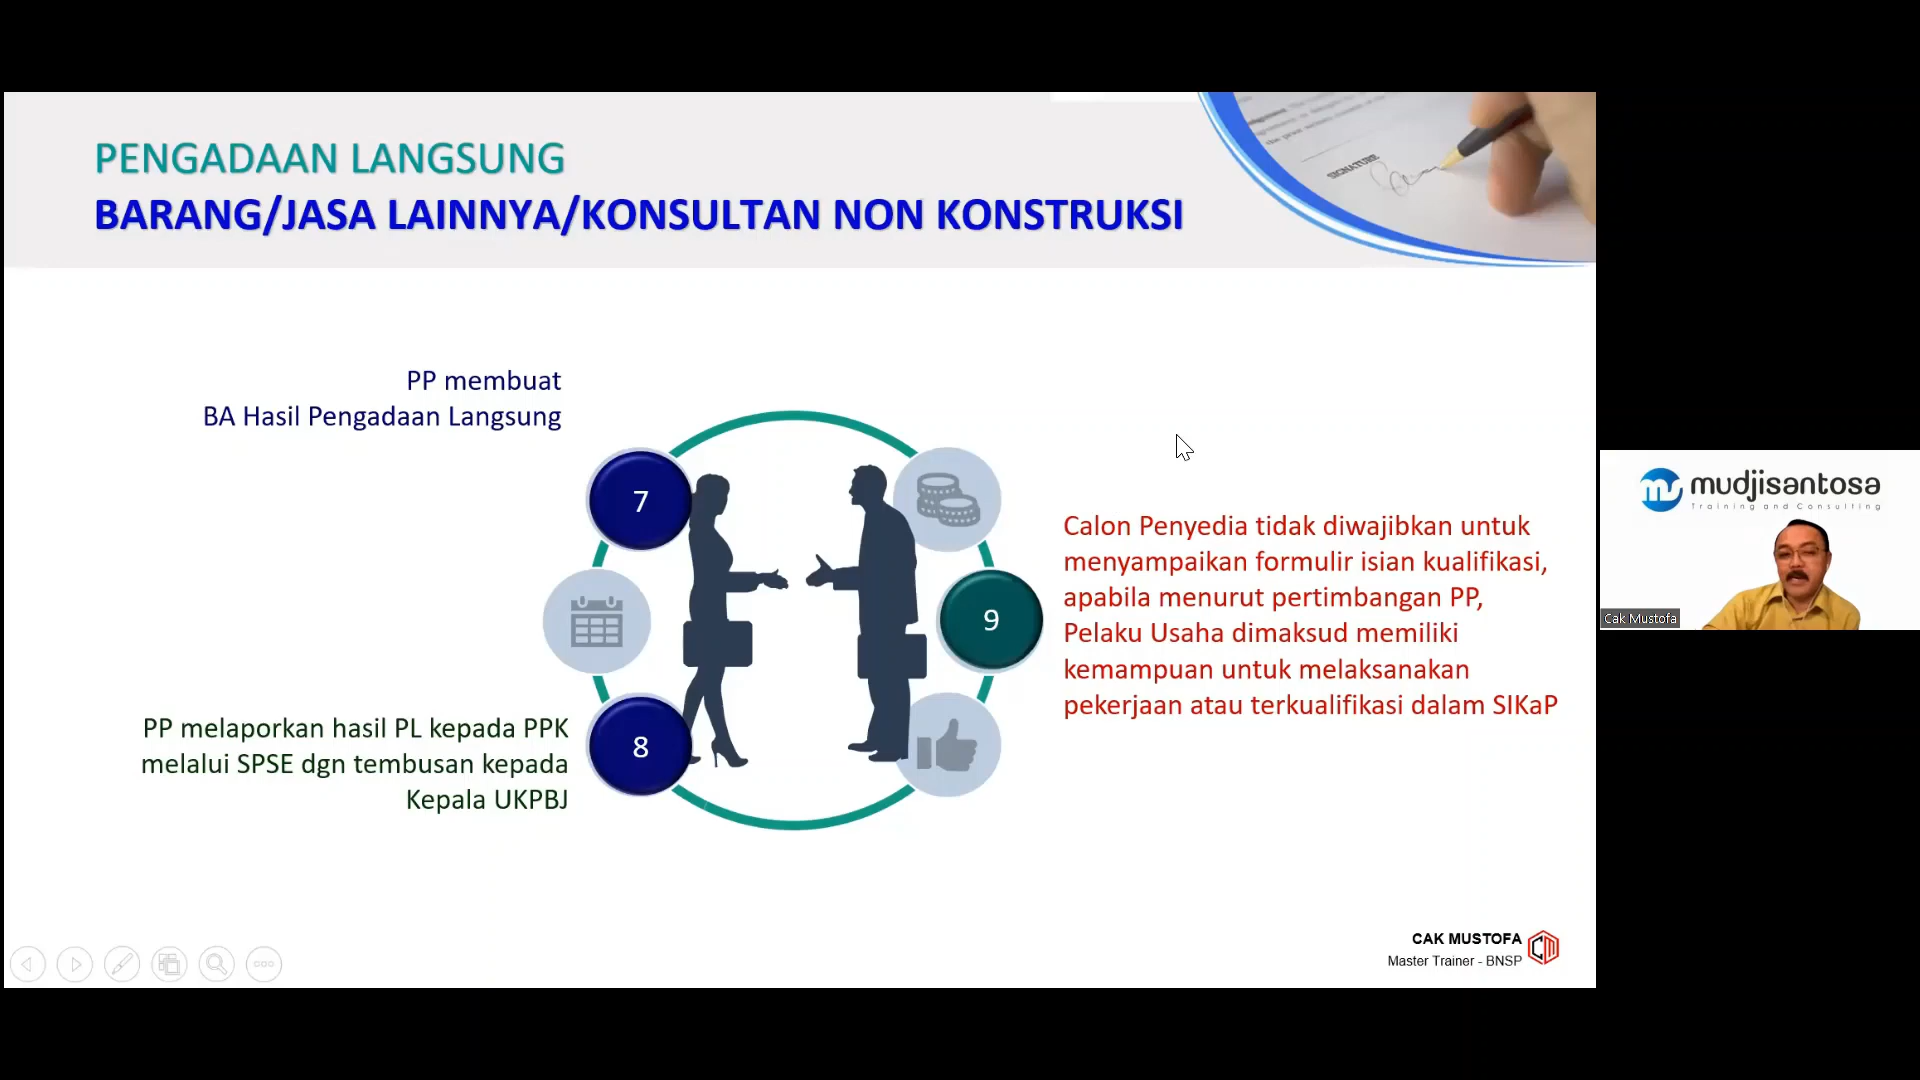 PENGADAAN LANGSUNG
BARANG/JASA LAINNYA/KONSULTAN NON KONSTRUKSI
SIGNATURE
PP membuat
BA Hasil Pengadaan Langsung
7
8
PP melaporkan hasil PL kepada PPK
melalui SPSE dgn tembusan kepada
Kepala UKPBJ
9
Calon Penyedia tidak diwajibkan untuk
menyampaikan formulir isian kualifikasi,
apabila menurut pertimbangan PP,
Pelaku Usaha dimaksud memiliki
kemampuan untuk melaksanakan
pekerjaan atau terkualifikasi dalam SIKaP
CAK MUSTOFA
Master Trainer - BNSP
mudjisantosa
Training and Consulting
Cak Mustofa